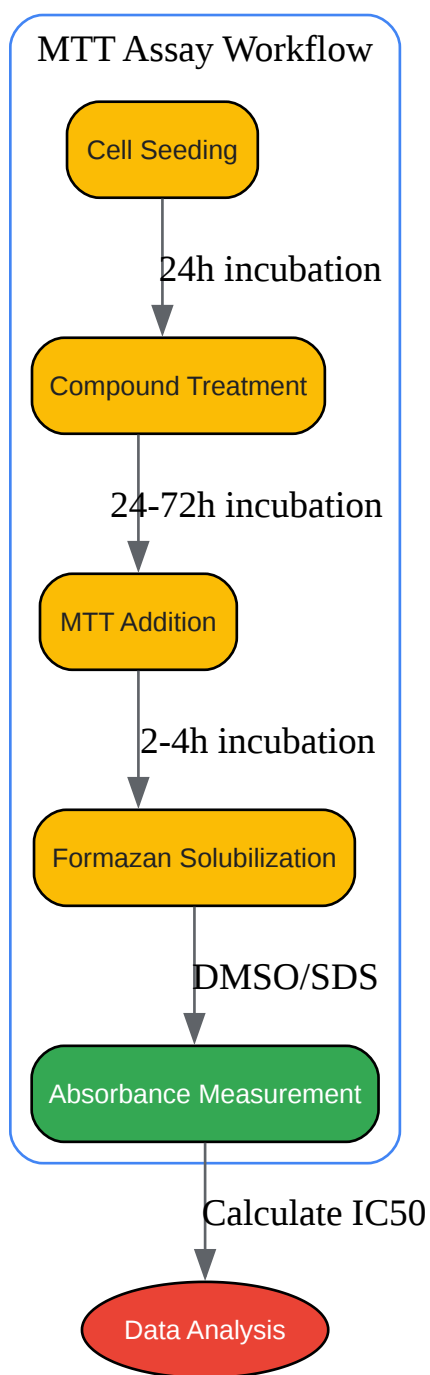 MTT Assay Workflow
Cell Seeding
24h incubation
Compound Treatment
24-72h incubation
MTT Addition
2-4h incubation
Formazan Solubilization
DMSO/SDS
Absorbance Measurement
Calculate IC50
Data Analysis